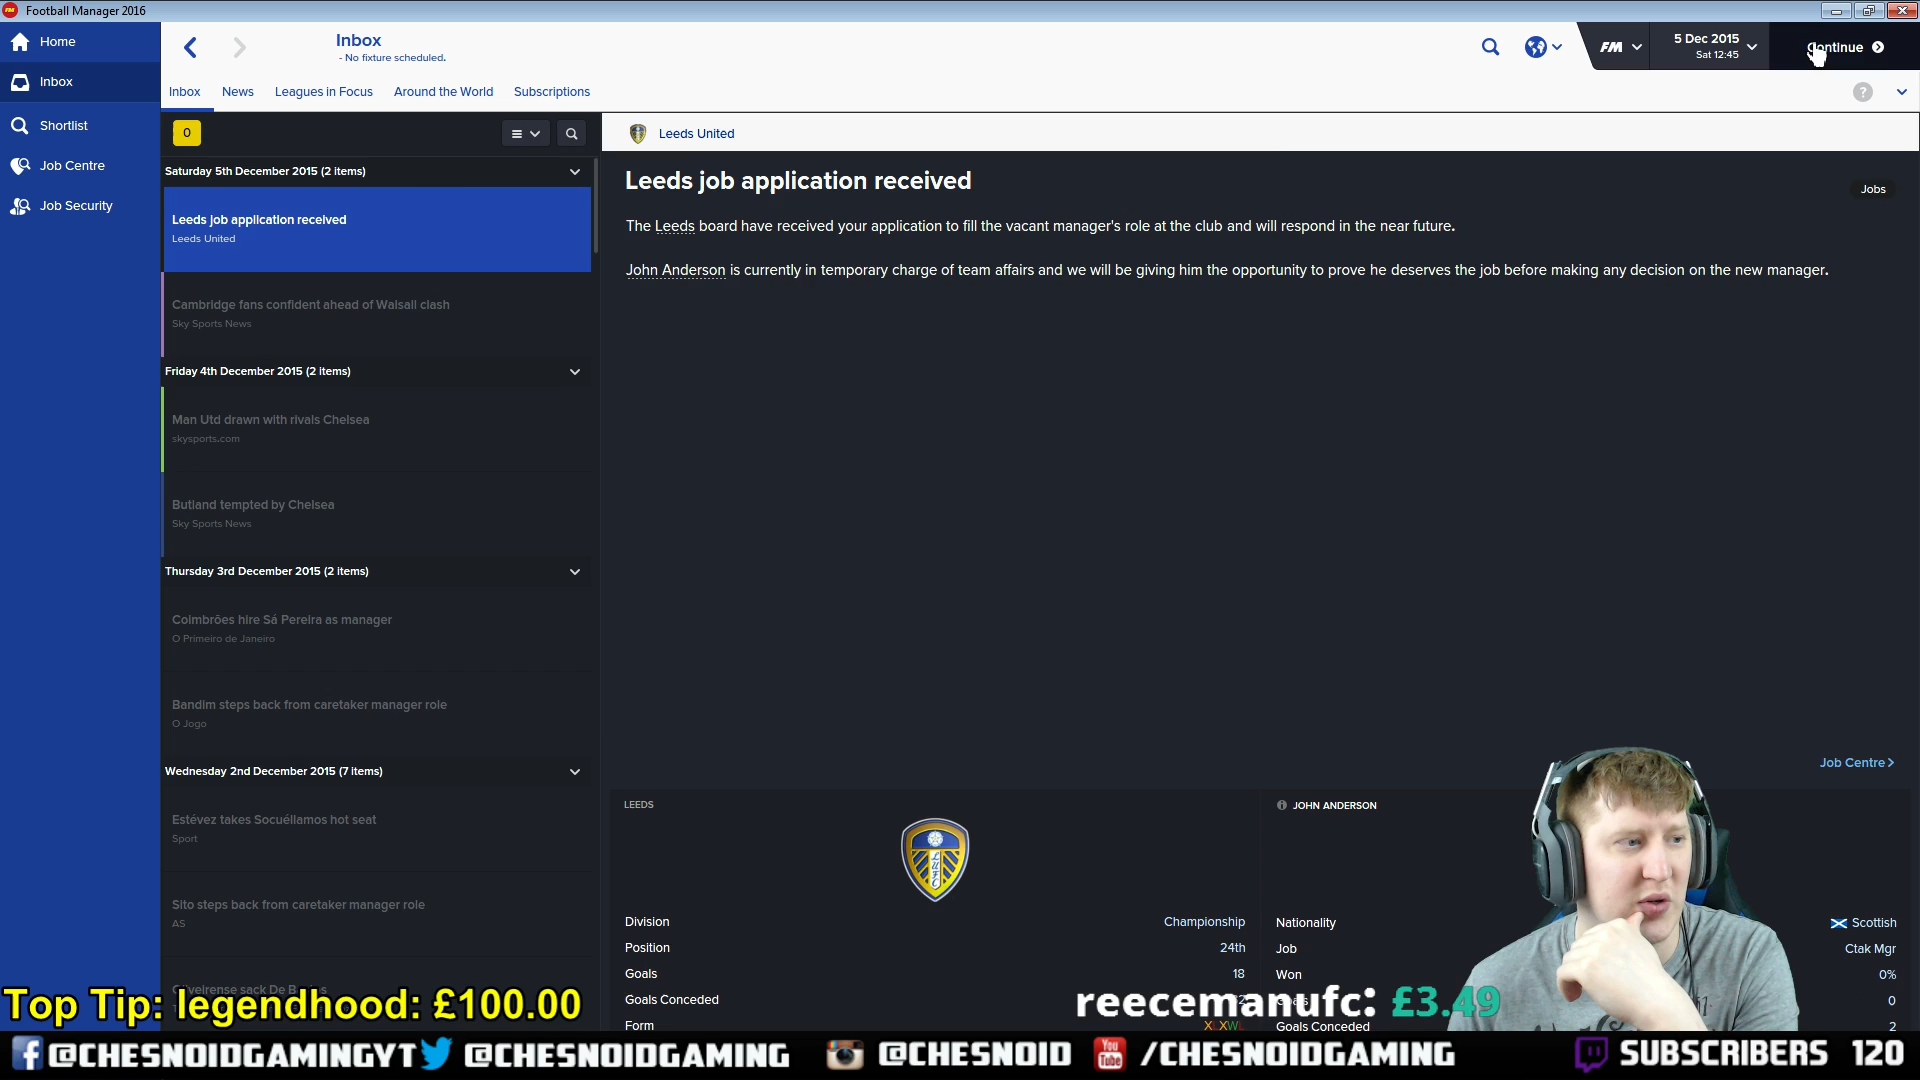 Football Manager 2016
Home
Inbox
Shortlist
Job Centre
Job Security
Inbox
- No fixture scheduled.
FM
5 Dec 2015
Sat 12:45
Continue
Inbox
News
Leagues in Focus
Around the World
Subscriptions
?
0
Saturday 5th December 2015 (2 items)
Leeds job application received
Leeds United
Cambridge fans confident ahead of Walsall clash
Sky Sports News
Friday 4th December 2015 (2 items)
Man Utd drawn with rivals Chelsea
skysports.com
Butland tempted by Chelsea
Sky Sports News
Thursday 3rd December 2015 (2 items)
Coimbrões hire Sá Pereira as manager
O Primeiro de Janeiro
Bandim steps back from caretaker manager role
O Jogo
Wednesday 2nd December 2015 (7 items)
Estévez takes Socuéllamos hot seat
Sport
Sito steps back from caretaker manager role
AS
sack De
Leeds United
Leeds job application received
Jobs
The Leeds board have received your application to fill the vacant manager's role at the club and will respond in the near future.
John Anderson is currently in temporary charge of team affairs and we will be giving him the opportunity to prove he deserves the job before making any decision on the new manager.
Job Centre
LEEDS
LUFC
Division Championship
Position 24th
Goals 18
Goals Conceded
Form
JOHN ANDERSON
Nationality Scottish
Job Ctak Mgr
Won 0%
0
Goals Conceded 2
Top Tip: legendhood: £100.00
reecemanufc: £3.49
@CHESNOIDGAMINGYT
@CHESNOIDGAMING
@CHESNOID
You Tube
/CHESNOIDGAMING
SUBSCRIBERS 120